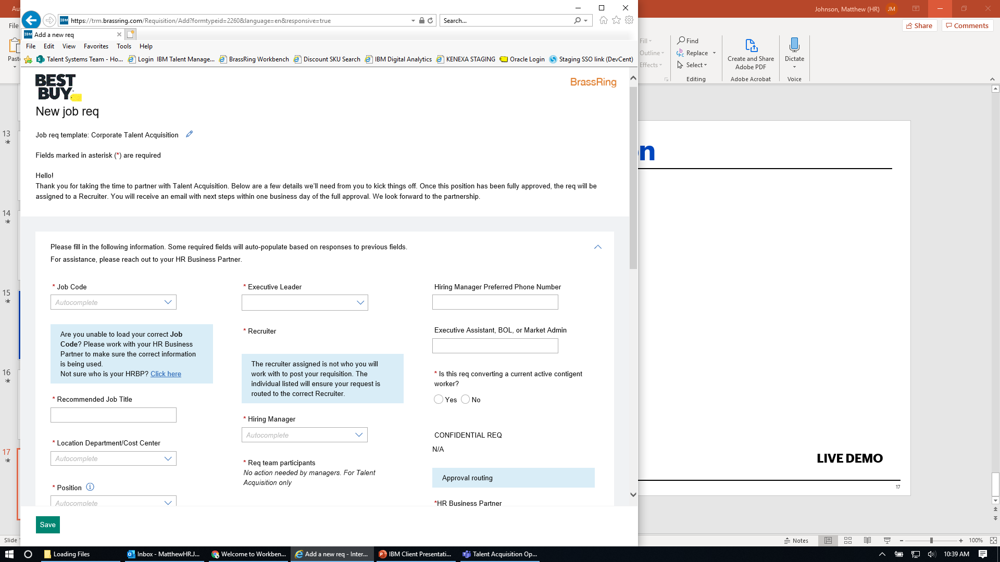 Johnson, Matthew (HR) JM
File
Share
Comments
https://trm.brassring.com/Requisition/Add?formtypeid=2260&language=en&responsive=true
Search...
IBM Add a new req
File Edit View Favorites Tools Help
Talent Systems Team - Ho...
Login IBM Talent Manage...
BrassRing Workbench
Discount SKU Search
IBM Digital Analytics
KENEXA STAGING
Oracle Login
Staging SSO link (DevCent)
Paste
Fill
Outline
Effects
Find
Replace
Select
Editing
Create and Share
Adobe PDF
Adobe Acrobat
Dictate
Voice
BEST
BUY
BrassRing
New job req
Job req template: Corporate Talent Acquisition
Fields marked in asterisk (*) are required
Hello!
Thank you for taking the time to partner with Talent Acquisition. Below are a few details we'll need from you to kick things off. Once this position has been fully approved, the req will be
assigned to a Recruiter. You will receive an email with next steps within one business day of the full approval. We look forward to the partnership.
Please fill in the following information. Some required fields will auto-populate based on responses to previous fields.
For assistance, please reach out to your HR Business Partner.
* Job Code
Autocomplete
Are you unable to load your correct Job
Code? Please work with your HR Business
Partner to make sure the correct information
is being used.
Not sure who is your HRBP? Click here
* Recommended Job Title
* Location Department/Cost Center
Autocomplete
* Position
Autocomplete
* Executive Leader
* Recruiter
The recruiter assigned is not who you will
work with to post your requisition. The
individual listed will ensure your request is
routed to the correct Recruiter.
* Hiring Manager
Autocomplete
* Req team participants
No action needed by managers. For Talent
Acquisition only
Hiring Manager Preferred Phone Number
Executive Assistant, BOL, or Market Admin
* Is this req converting a current active contigent
worker?
Yes No
CONFIDENTIAL REQ
N/A
Approval routing
*HR Business Partner
Save
13
14
15
16
17
n
LIVE DEMO
17
Slide
Notes
100%
Loading Files
Inbox - MatthewHR.J...
Welcome to Workben...
Add a new req - Inter...
IBM Client Presentati...
Talent Acquisition Op...
10:39 AM